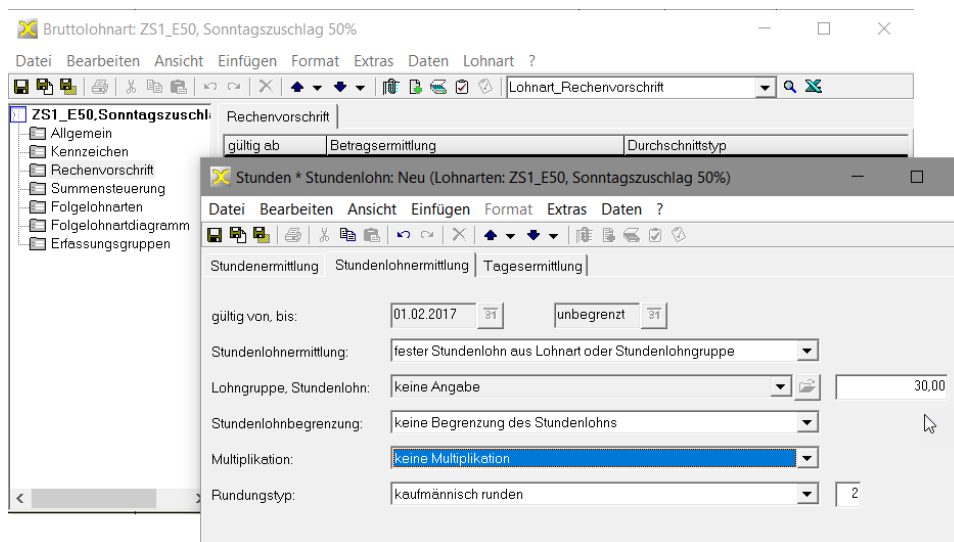 Bruttolohnart: ZS1_E50, Sonntagszuschlag 50%
Datei Bearbeiten Ansicht Einfügen Format Extras Daten Lohnart ?
Lohnart_Rechenvorschrift
ZS1_E50,Sonntagszuschl
Allgemein
Kennzeichen
Rechenvorschrift
Summensteuerung
Folgelohnarten
Folgelohnartdiagramm
Erfassungsgruppen
Rechenvorschrift
gültig ab Betragsermittlung Durchschnittstyp
Stunden * Stundenlohn: Neu (Lohnarten: ZS1_E50, Sonntagszuschlag 50%)
Datei Bearbeiten Ansicht Einfügen Format Extras Daten ?
Stundenermittlung Stundenlohnermittlung Tagesermittlung
gültig von, bis: 01.02.2017 31 unbegrenzt 31
Stundenlohnermittlung: fester Stundenlohn aus Lohnart oder Stundenlohngruppe
Lohngruppe, Stundenlohn: keine Angabe 30,00
Stundenlohnbegrenzung: keine Begrenzung des Stundenlohns
Multiplikation: keine Multiplikation
Rundungstyp: kaufmännisch runden 2